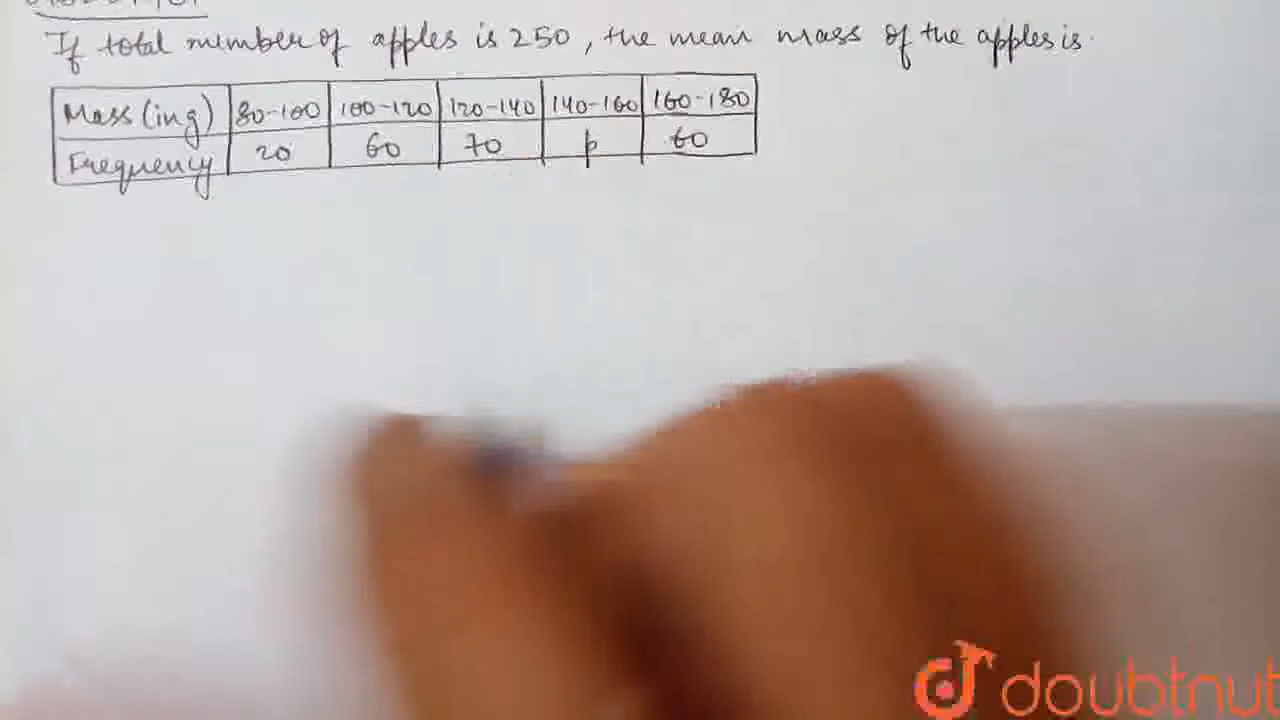 If total number of apples is 250, the mean mass of the apples is.
Mass (in g) 80-100 100-120 120-140 140-160 160-180
Frequency 20 60 70 p 60
doubtnut